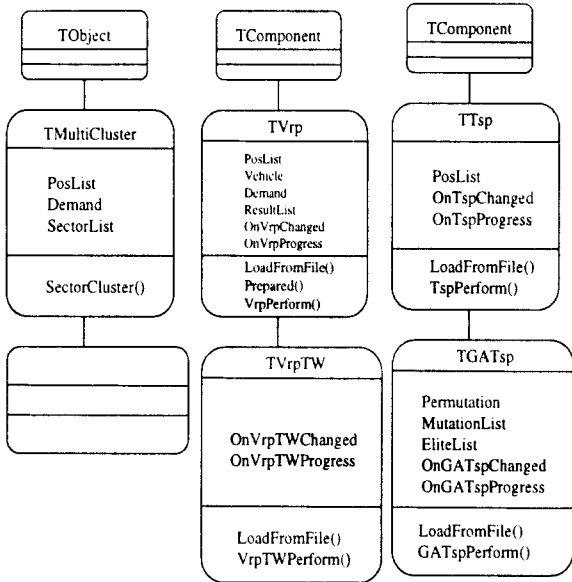 TObject
TMultiCluster
PosList
Demand
SectorList
SectorCluster()
TComponent
TVrp
PosList
Vehicle
Demand
ResultList
OnVrpChanged
OnVrpProgress
LoadFromFile()
Prepared()
VrpPerform()
TVrpTW
OnVrpTWChanged
OnVrpTWProgress
LoadFromFile()
VrpTWPerform()
TComponent
TTsp
PosList
OnTspChanged
OnTspProgress
LoadFromFile()
TspPerform()
TGATsp
Permutation
MutationList
EliteList
OnGATspChanged
OnGATspProgress
LoadFromFile()
GATspPerform()